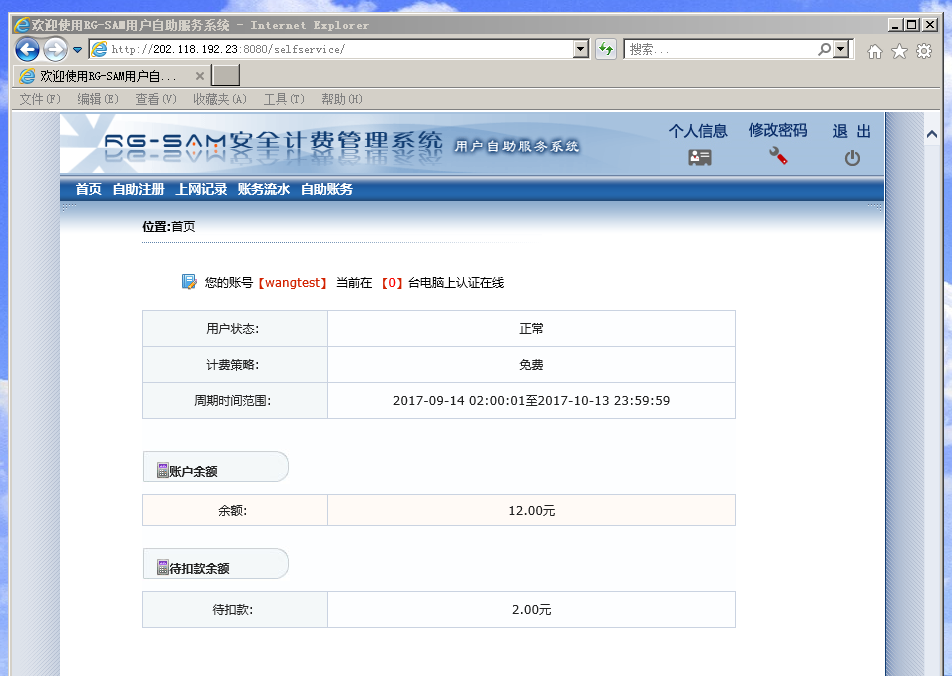 欢迎使用RG-SAM用户自助服务系统 - Internet Explorer
http://202.118.192.23:8080/selfservice/
搜索...
欢迎使用RG-SAM用户自...
文件(F) 编辑(E) 查看(V) 收藏夹(A) 工具(T) 帮助(H)
RG-SAM安全计费管理系统 用户自助服务系统
个人信息 修改密码 退 出
首页 自助注册 上网记录 账务流水 自助账务
位置:首页
您的账号【wangtest】 当前在 【0】台电脑上认证在线
用户状态: 正常
计费策略: 免费
周期时间范围: 2017-09-14 02:00:01至2017-10-13 23:59:59
账户余额
余额: 12.00元
待扣款余额
待扣款: 2.00元